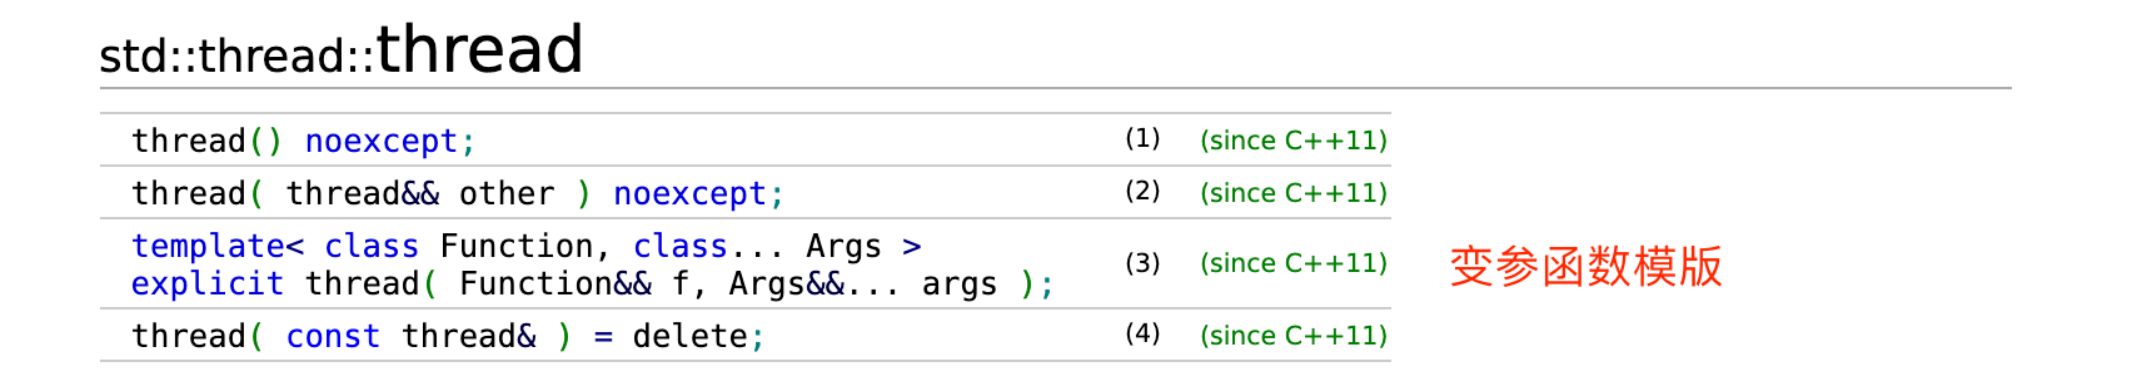 std::thread::thread
thread() noexcept; (1) (since C++11)
thread( thread&& other ) noexcept; (2) (since C++11)
template< class Function, class... Args >
explicit thread( Function&& f, Args&&... args ); (3) (since C++11) 变参函数模版
thread( const thread& ) = delete; (4) (since C++11)